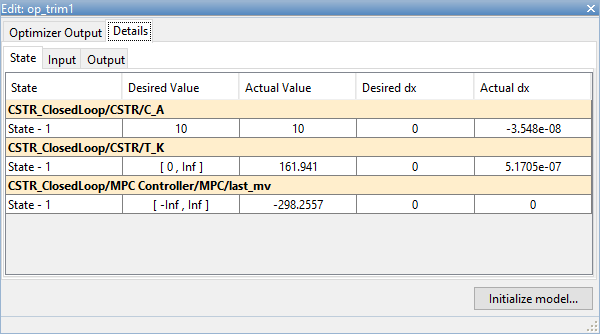 Edit: op_trim1
Optimizer Output Details
State Input Output
State Desired Value Actual Value Desired dx Actual dx
CSTR_ClosedLoop/CSTR/C_A
State - 1 10 10 0 -3.548e-08
CSTR_ClosedLoop/CSTR/T_K
State - 1 [ 0 , Inf ] 161.941 0 5.1705e-07
CSTR_ClosedLoop/MPC Controller/MPC/last_mv
State - 1 [ -Inf , Inf ] -298.2557 0 0
Initialize model...